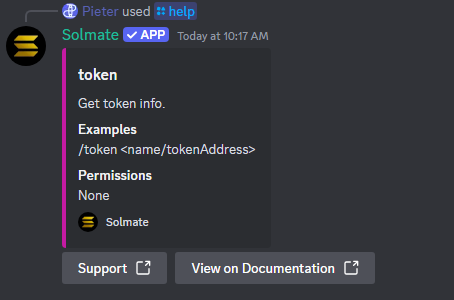 Pieter used help
Solmate ✓ APP Today at 10:17 AM
token
Get token info.
Examples
/token <name/tokenAddress>
Permissions
None
Solmate
Support
View on Documentation